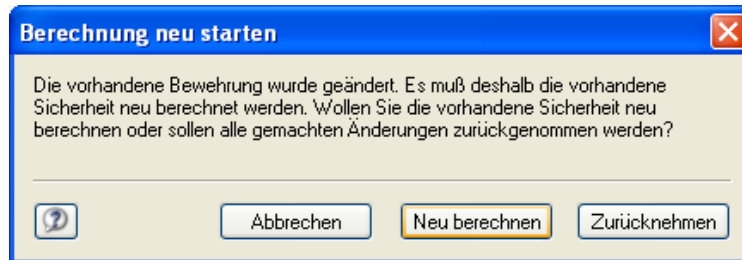 Berechnung neu starten
Die vorhandene Bewehrung wurde geändert. Es muß deshalb die vorhandene
Sicherheit neu berechnet werden. Wollen Sie die vorhandene Sicherheit neu
berechnen oder sollen alle gemachten Änderungen zurückgenommen werden?
Abbrechen Neu berechnen Zurücknehmen